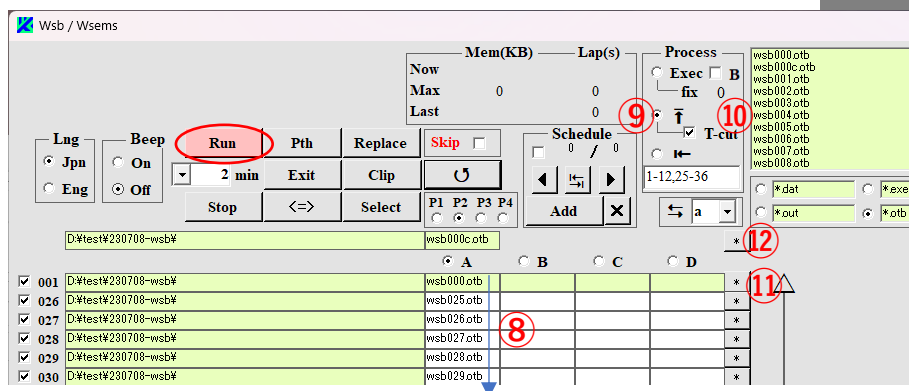 Wsb / Wsems
Mem(KB) Lap(s)
Now
Max 0 0
Last 0
Process
Exec B
fix 0
⑨ ⑩
T-cut
1-12,25-36
a
wsb000.otb
wsb000c.otb
wsb001.otb
wsb002.otb
wsb003.otb
wsb004.otb
wsb005.otb
wsb006.otb
wsb007.otb
wsb008.otb
*.dat *.exe
*.out *.otb
Lng
Jpn
Eng
Beep
On
Off
Run Pth Replace
2 min Exit Clip
Stop <=> Select
Skip
↺
P1 P2 P3 P4
Schedule
0 / 0
Add X
D:¥test¥230708-wsb¥ wsb000c.otb * ⑫
A B C D
001 D:¥test¥230708-wsb¥ wsb000.otb * ⑪
026 D:¥test¥230708-wsb¥ wsb025.otb *
027 D:¥test¥230708-wsb¥ wsb026.otb * ⑧
028 D:¥test¥230708-wsb¥ wsb027.otb *
029 D:¥test¥230708-wsb¥ wsb028.otb *
030 D:¥test¥230708-wsb¥ wsb029.otb *